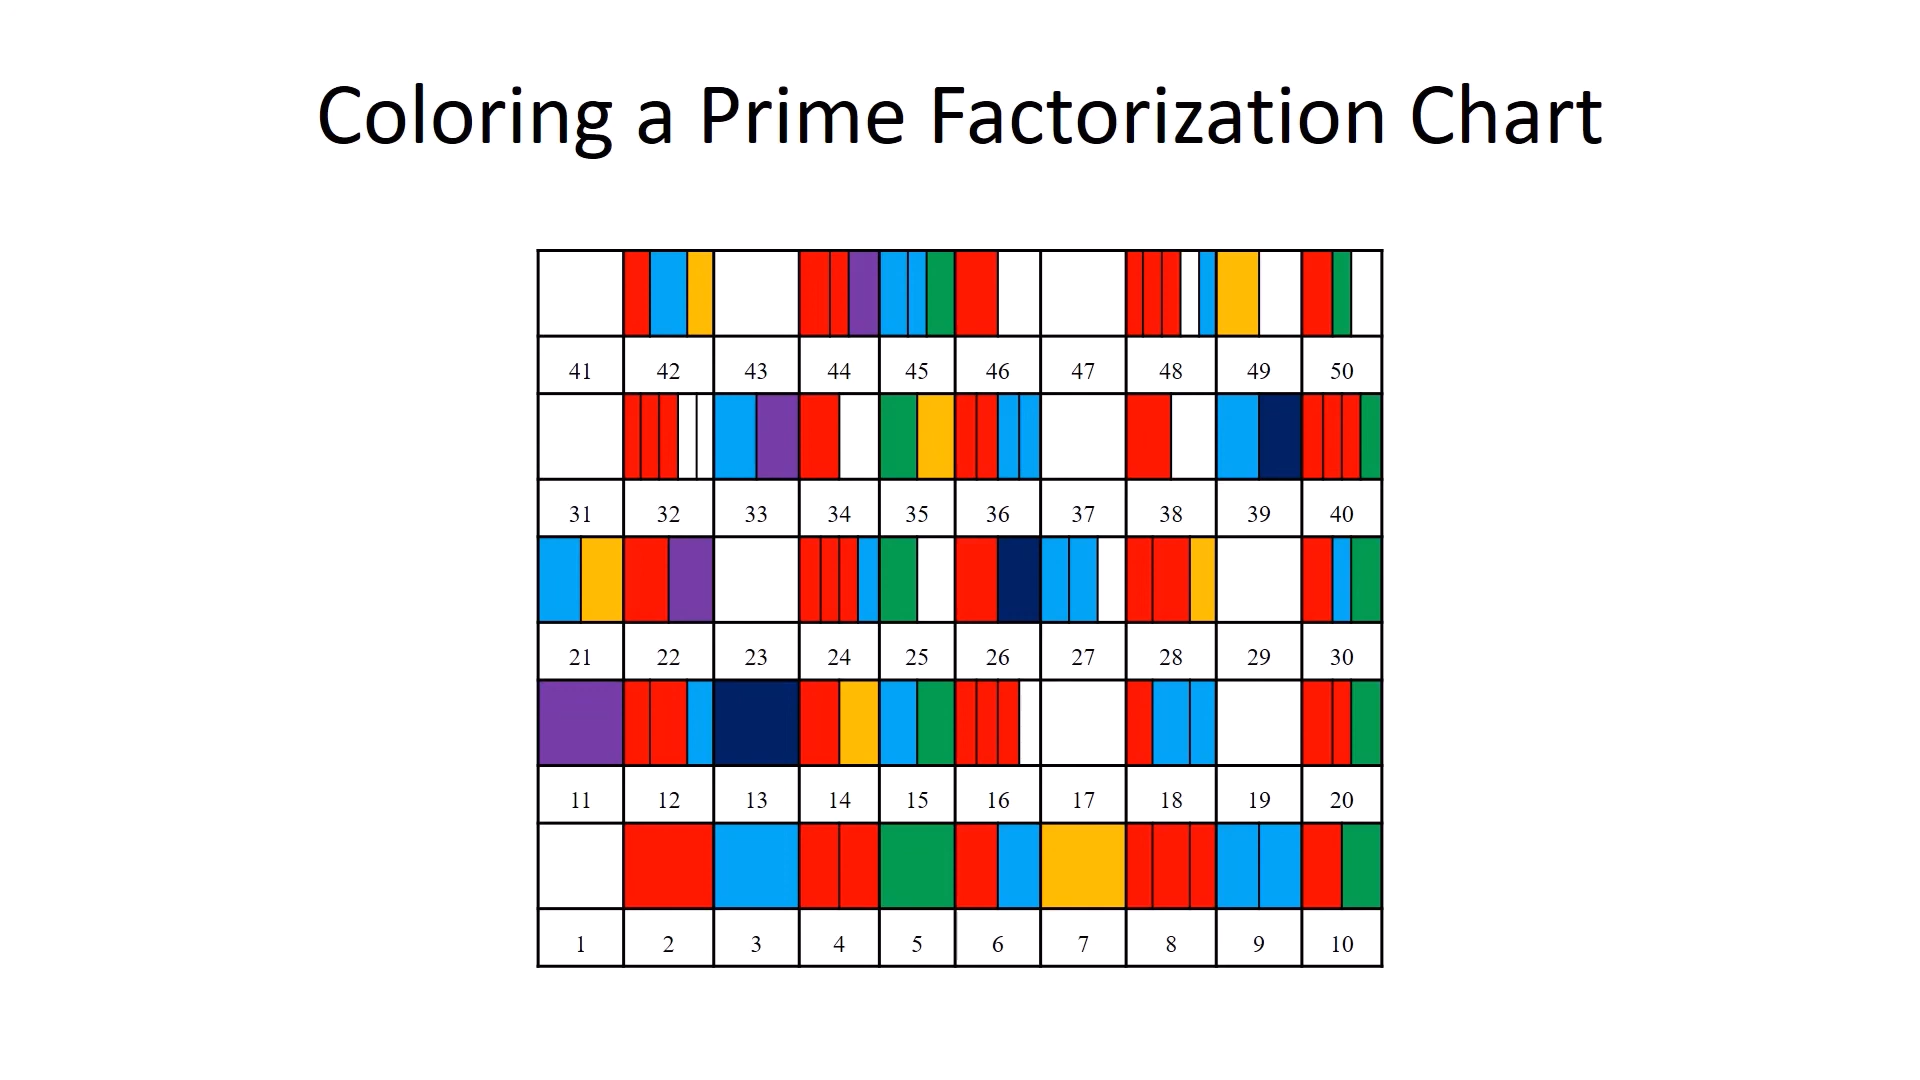 Coloring a Prime Factorization Chart
41 42 43 44 45 46 47 48 49 50
31 32 33 34 35 36 37 38 39 40
21 22 23 24 25 26 27 28 29 30
11 12 13 14 15 16 17 18 19 20
1 2 3 4 5 6 7 8 9 10